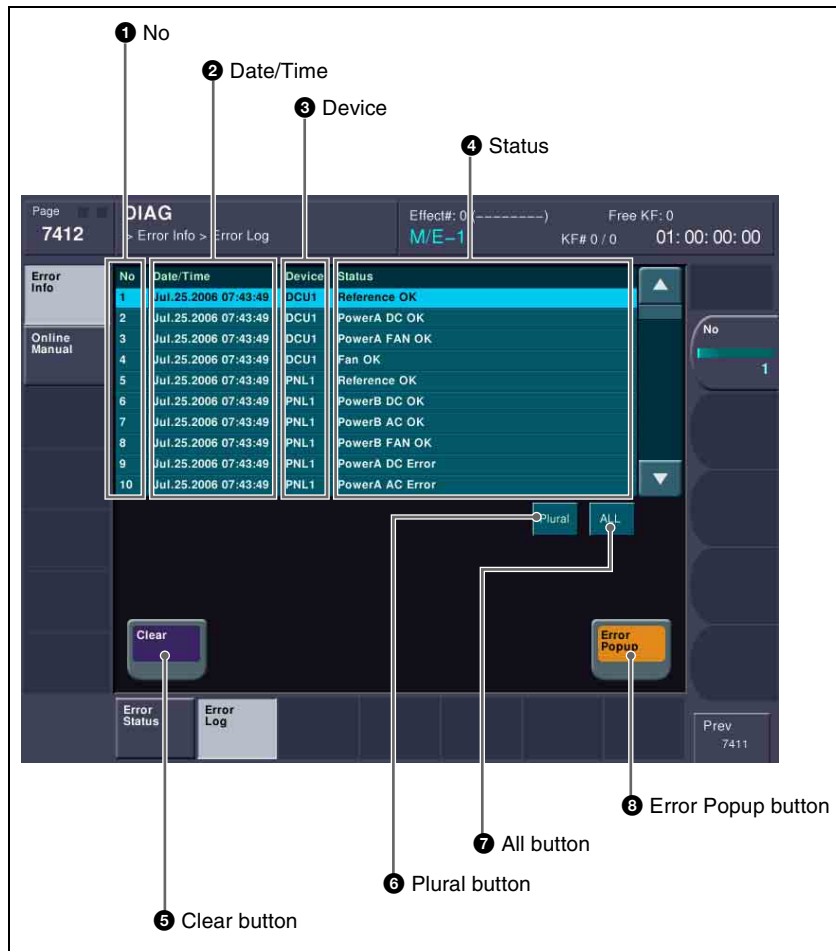 ❶ No
❷ Date/Time
❸ Device
❹ Status
Page
7412
DIAG
> Error Info > Error Log
Effect#: 0 (--------)
Free KF: 0
M/E-1
KF# 0 / 0
01: 00: 00: 00
Error
Info
Online
Manual
No Date/Time Device Status
1 Jul.25.2006 07:43:49 DCU1 Reference OK
2 Jul.25.2006 07:43:49 DCU1 PowerA DC OK
3 Jul.25.2006 07:43:49 DCU1 PowerA FAN OK
4 Jul.25.2006 07:43:49 DCU1 Fan OK
5 Jul.25.2006 07:43:49 PNL1 Reference OK
6 Jul.25.2006 07:43:49 PNL1 PowerB DC OK
7 Jul.25.2006 07:43:49 PNL1 PowerB AC OK
8 Jul.25.2006 07:43:49 PNL1 PowerB FAN OK
9 Jul.25.2006 07:43:49 PNL1 PowerA DC Error
10 Jul.25.2006 07:43:49 PNL1 PowerA AC Error
No
1
Plural
ALL
Clear
Error
Popup
Error
Status
Error
Log
Prev
7411
❽ Error Popup button
❼ All button
❻ Plural button
❺ Clear button